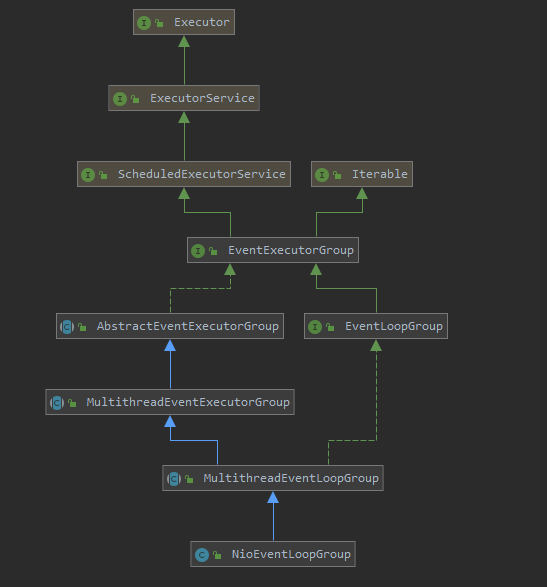 I Executor
I ExecutorService
I ScheduledExecutorService
I Iterable
I EventExecutorGroup
C AbstractEventExecutorGroup
I EventLoopGroup
C MultithreadEventExecutorGroup
C MultithreadEventLoopGroup
C NioEventLoopGroup